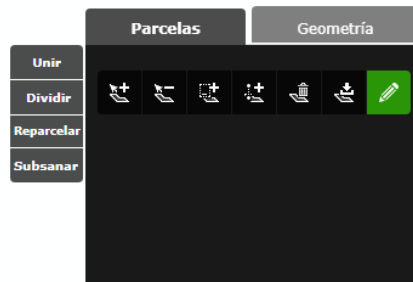 Parcelas
Geometría
Unir
Dividir
Reparcelar
Subsanar